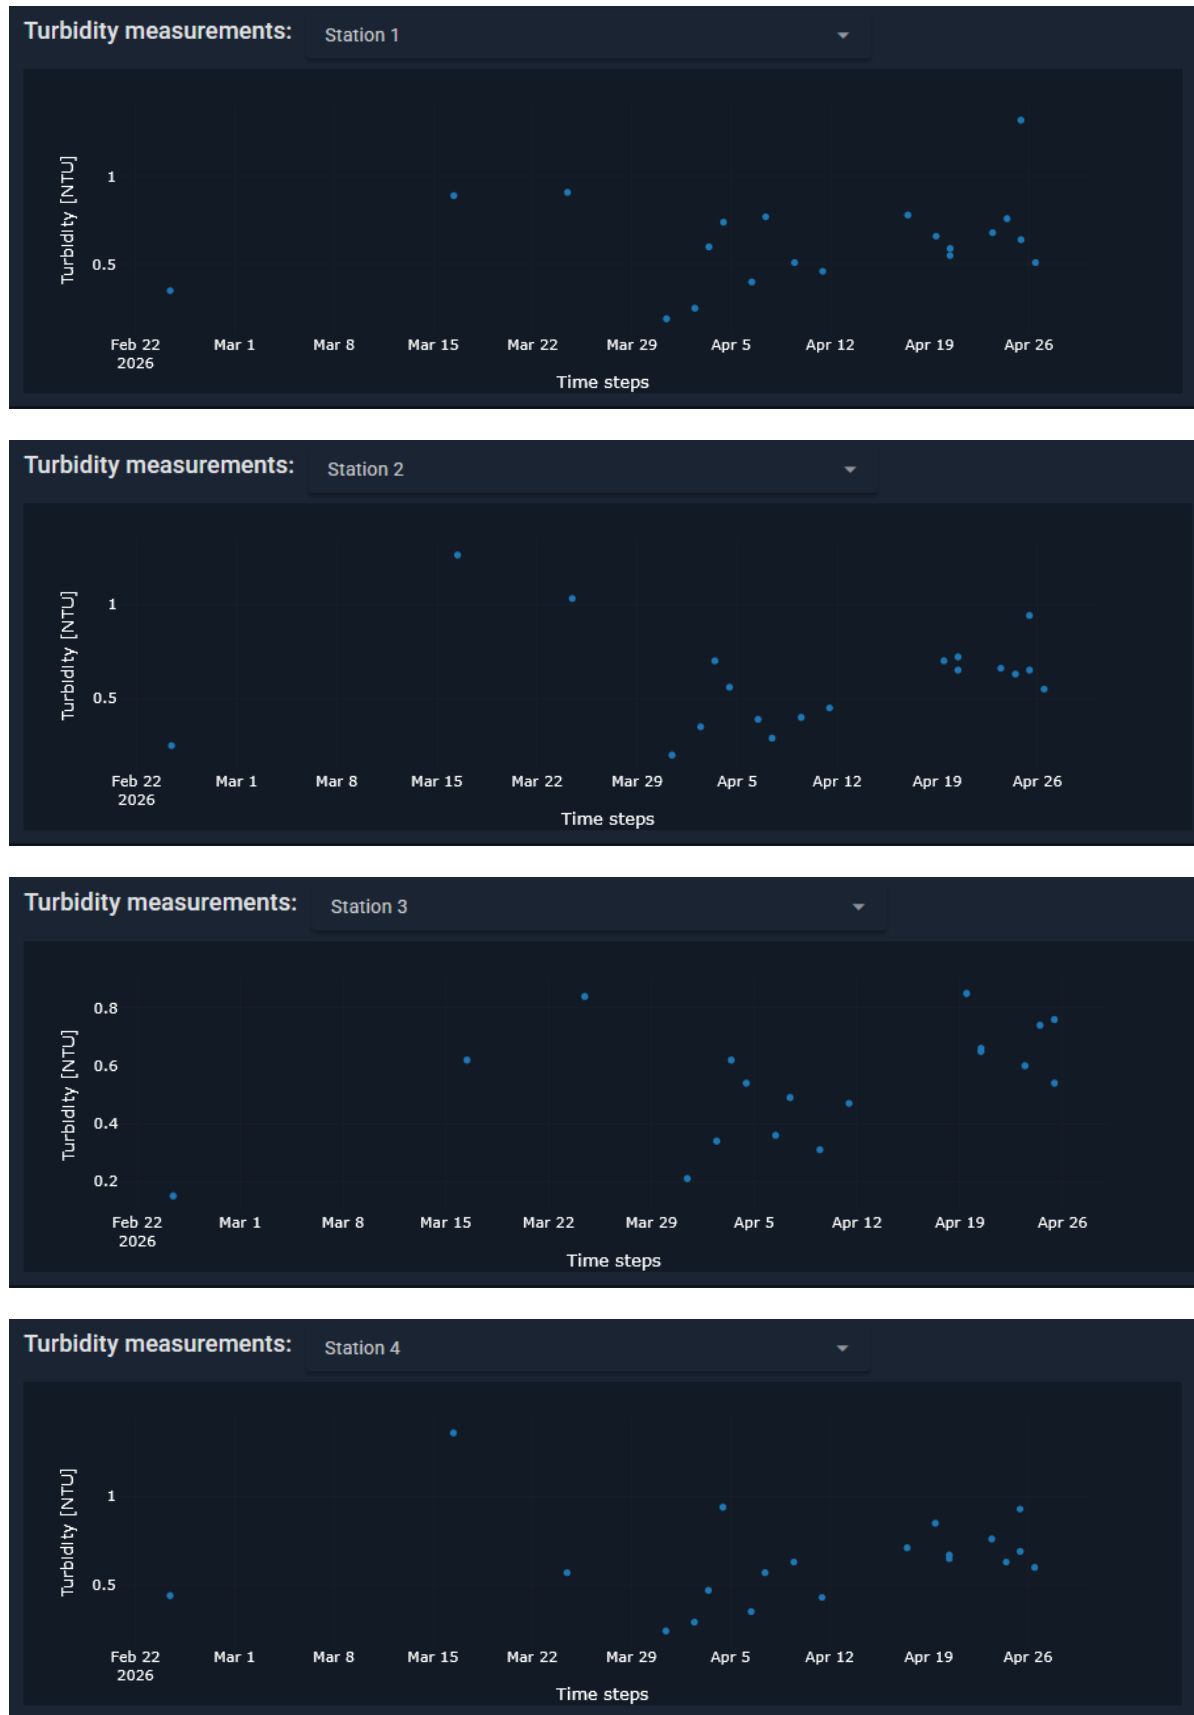 Turbidity measurements: Station 1
Turbidity [NTU]
1
0.5
Feb 22 Mar 1 Mar 8 Mar 15 Mar 22 Mar 29 Apr 5 Apr 12 Apr 19 Apr 26
2026
Time steps
Turbidity measurements: Station 2
Turbidity [NTU]
1
0.5
Feb 22 Mar 1 Mar 8 Mar 15 Mar 22 Mar 29 Apr 5 Apr 12 Apr 19 Apr 26
2026
Time steps
Turbidity measurements: Station 3
Turbidity [NTU]
0.8
0.6
0.4
0.2
Feb 22 Mar 1 Mar 8 Mar 15 Mar 22 Mar 29 Apr 5 Apr 12 Apr 19 Apr 26
2026
Time steps
Turbidity measurements: Station 4
Turbidity [NTU]
1
0.5
Feb 22 Mar 1 Mar 8 Mar 15 Mar 22 Mar 29 Apr 5 Apr 12 Apr 19 Apr 26
2026
Time steps